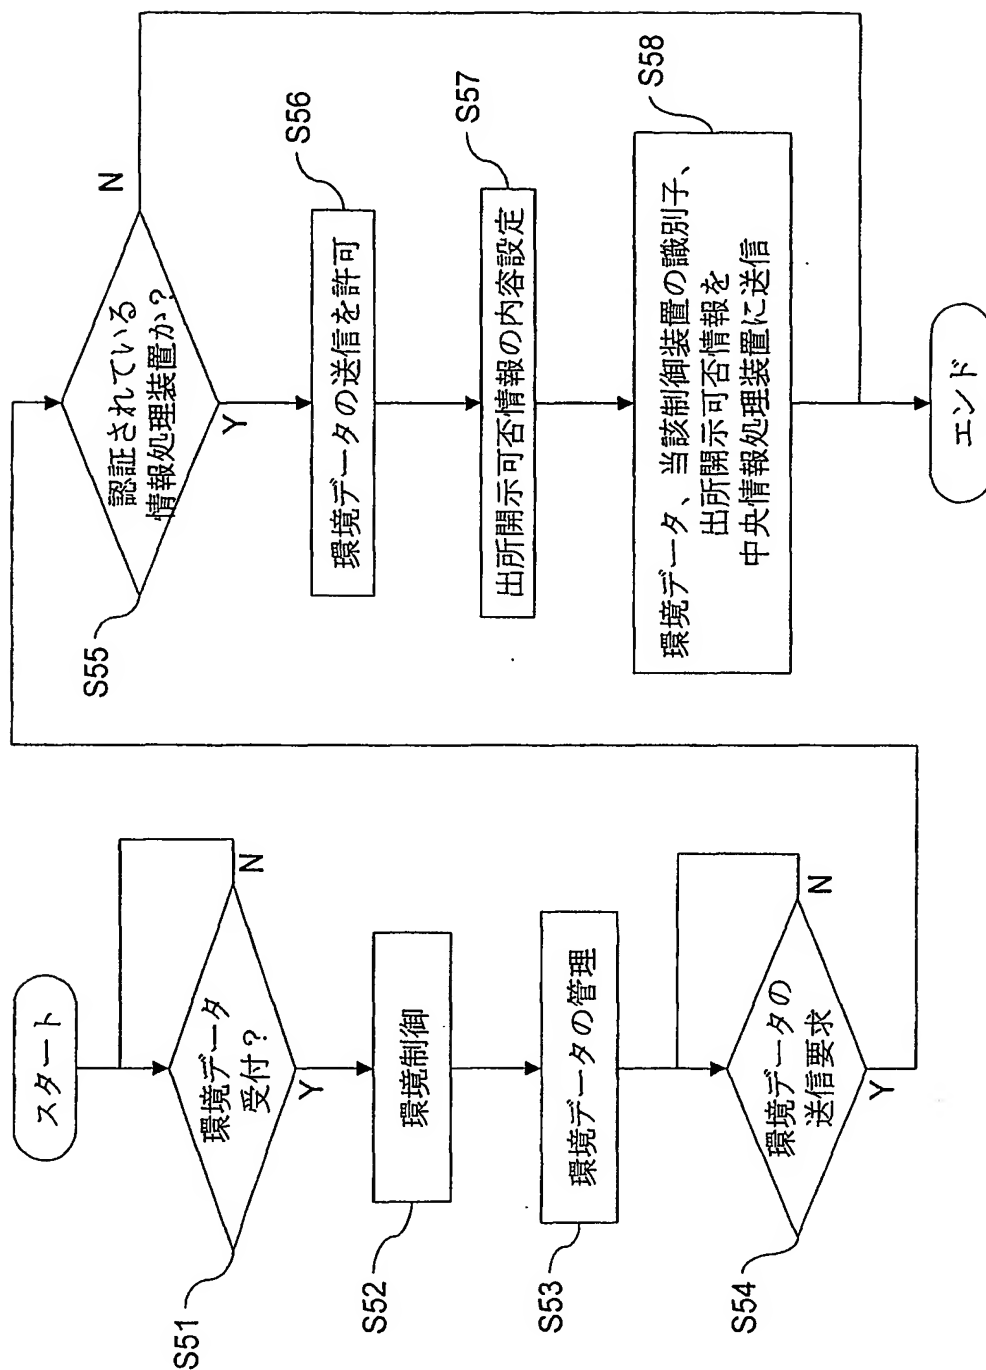 スタート
環境データ
受付?
N
Y
S51
環境制御
S52
環境データの管理
S53
環境データの
送信要求
N
Y
S54
認証されている
情報処理装置か?
N
Y
S55
環境データの送信を許可
S56
出所開示可否情報の内容設定
S57
環境データ、当該制御装置の識別子、
出所開示可否情報を
中央情報処理装置に送信
S58
エンド